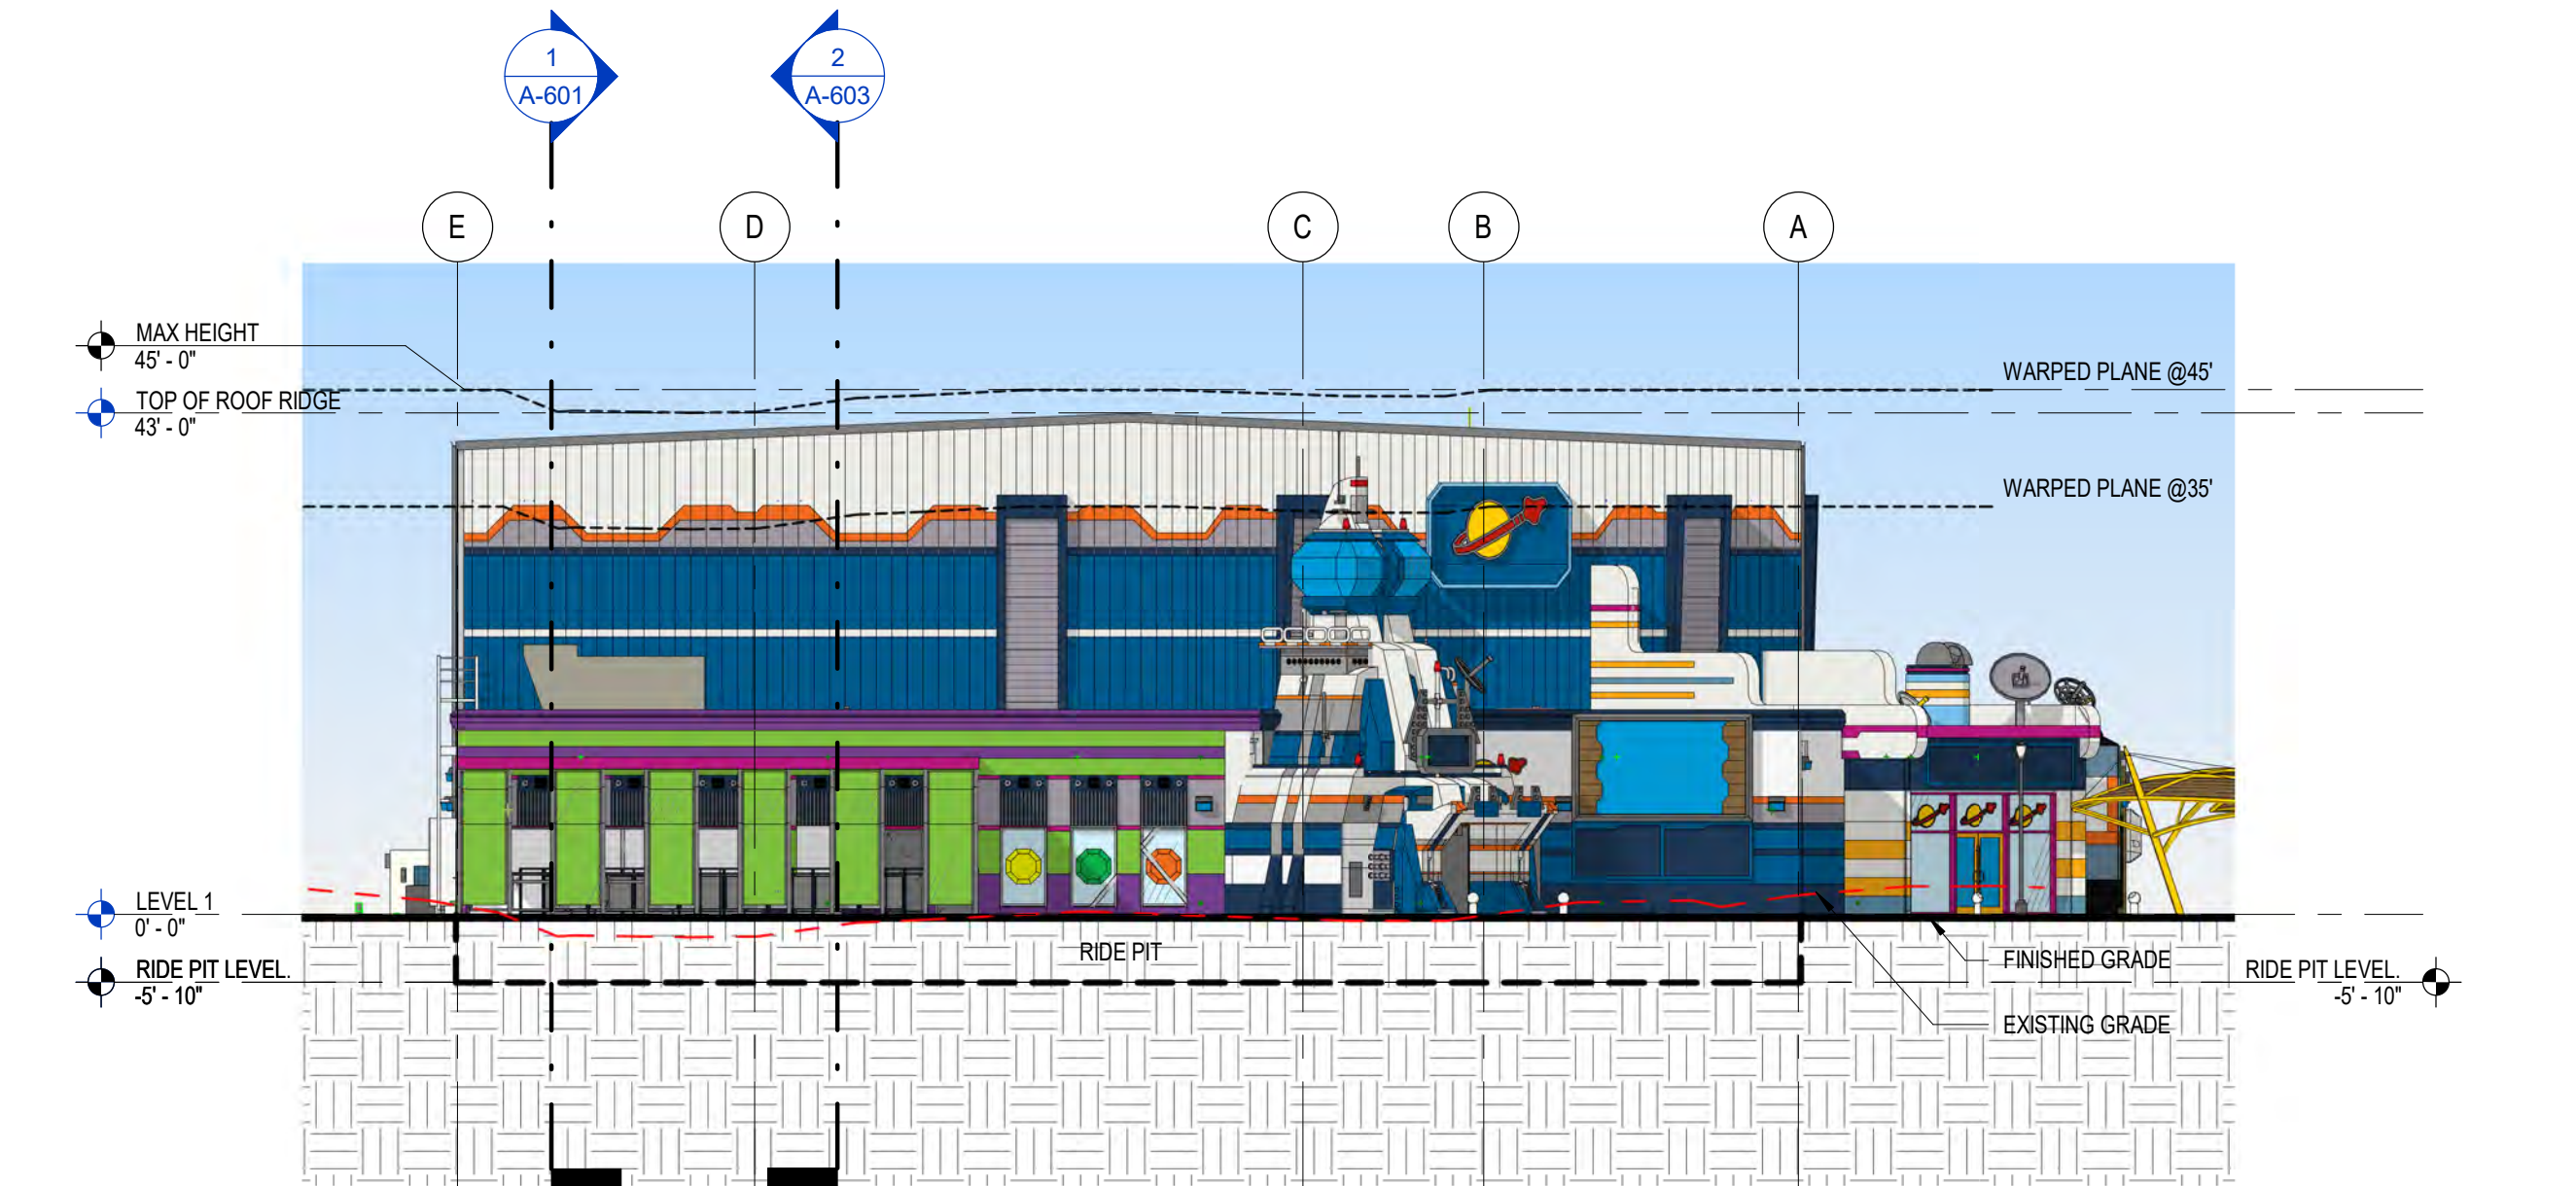 1
A-601
2
A-603
E
D
C
B
A
MAX HEIGHT
45' - 0"
TOP OF ROOF RIDGE
43' - 0"
WARPED PLANE @45'
WARPED PLANE @35'
LEVEL 1
0' - 0"
RIDE PIT LEVEL.
-5' - 10"
RIDE PIT
FINISHED GRADE
EXISTING GRADE
RIDE PIT LEVEL.
-5' - 10"